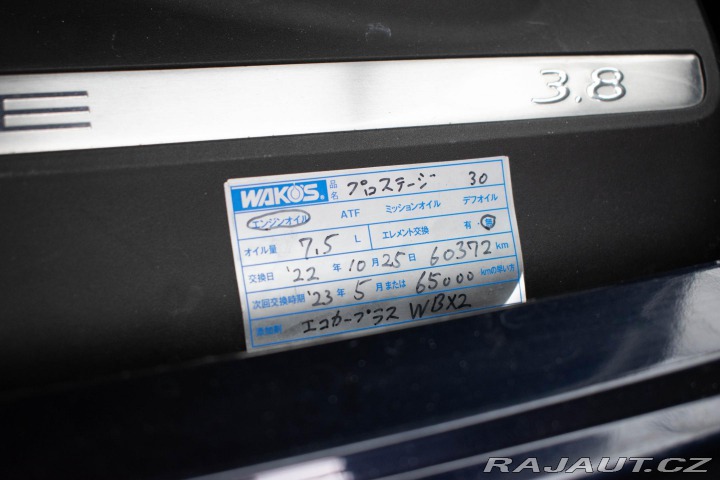 E 3.8
WAKO'S® 品名 プロステージ 30
エンジンオイル ATF ミッションオイル デフオイル
オイル量 7.5 L エレメント交換 有・無
交換日 '22 年 10 月 25 日 60372 km
次回交換時期 '23 年 5 月または 65000 kmの早い方
添加剤 エコカープラス WBX2
RAJAUT.CZ